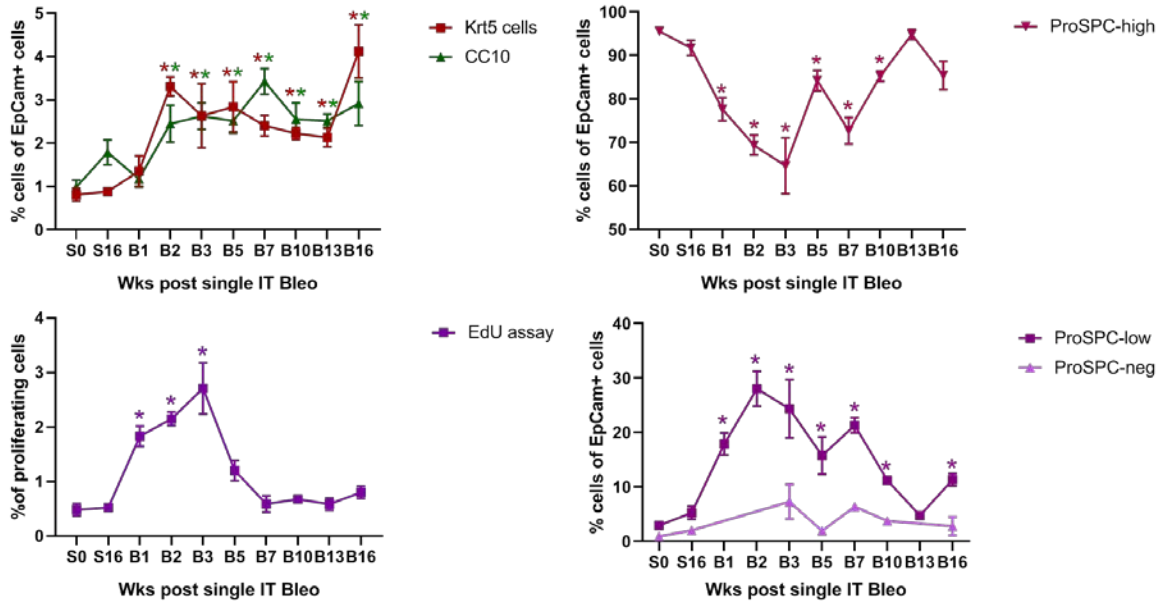 % cells of EpCam+ cells
5
4
3
2
1
0
** ** ** ** ** ** **
S0 S16 B1 B2 B3 B5 B7 B10 B13 B16
Wks post single IT Bleo
Krt5 cells
CC10
% cells of EpCam+ cells
100
90
80
70
60
50
* * * * * *
S0 S16 B1 B2 B3 B5 B7 B10 B13 B16
Wks post single IT Bleo
ProSPC-high
%of proliferating cells
4
3
2
1
0
* * *
S0 S16 B1 B2 B3 B5 B7 B10 B13 B16
Wks post single IT Bleo
EdU assay
% cells of EpCam+ cells
40
30
20
10
0
* * * * * * *
S0 S16 B1 B2 B3 B5 B7 B10 B13 B16
Wks post single IT Bleo
ProSPC-low
ProSPC-neg